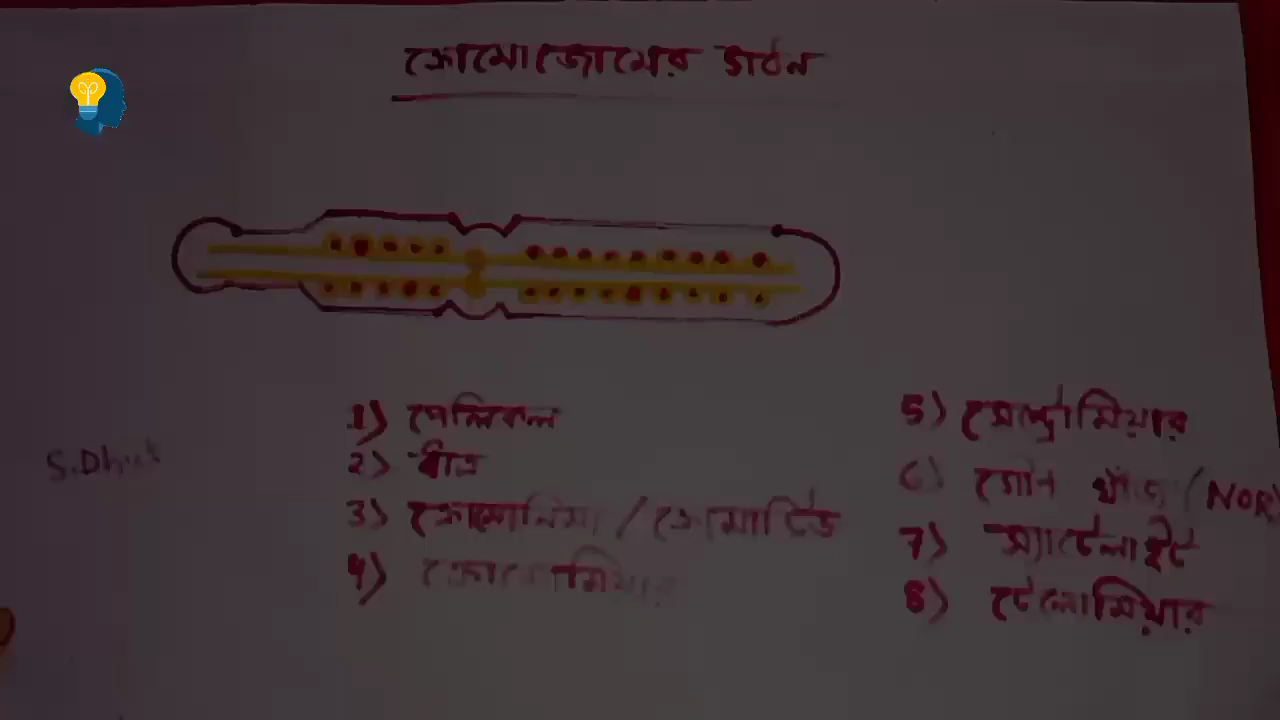 ক্রোমোজোমের গঠন
1) পেলিকল
2) ধাত্র
3) ক্রোমোনিমা / ক্রোমাটিড
4) ক্রোমোমিয়ার
5) সেন্ট্রোমিয়ার
6) গৌন খাঁজ (NOR)
7) স্যাটেলাইট
8) টেলোমিয়ার